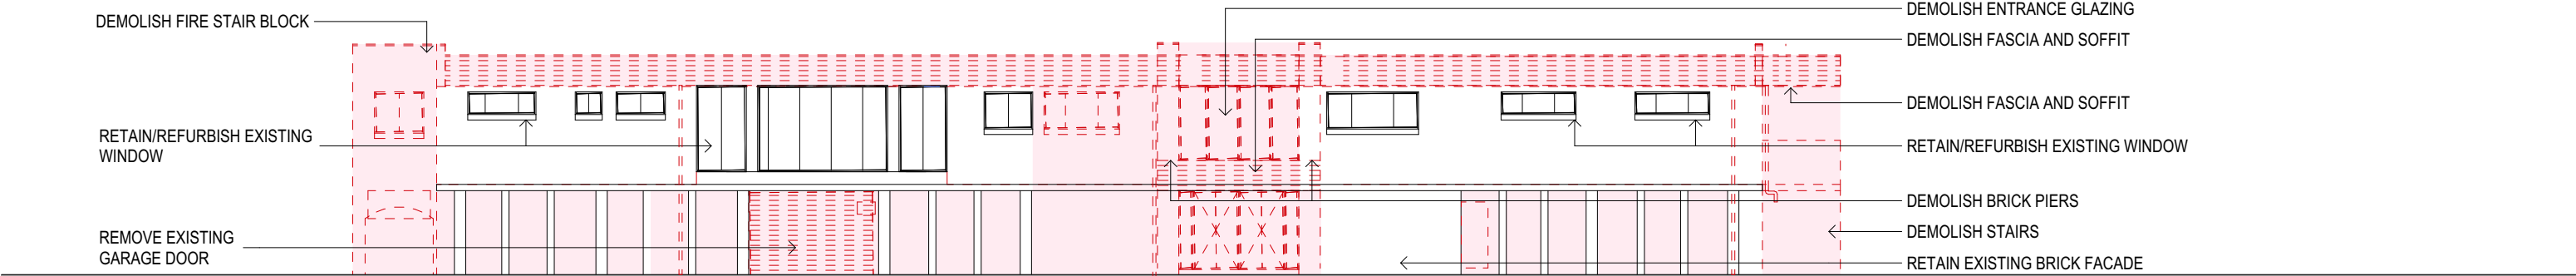 DEMOLISH FIRE STAIR BLOCK
RETAIN/REFURBISH EXISTING
WINDOW
REMOVE EXISTING
GARAGE DOOR
DEMOLISH ENTRANCE GLAZING
DEMOLISH FASCIA AND SOFFIT
DEMOLISH FASCIA AND SOFFIT
RETAIN/REFURBISH EXISTING WINDOW
DEMOLISH BRICK PIERS
DEMOLISH STAIRS
RETAIN EXISTING BRICK FACADE